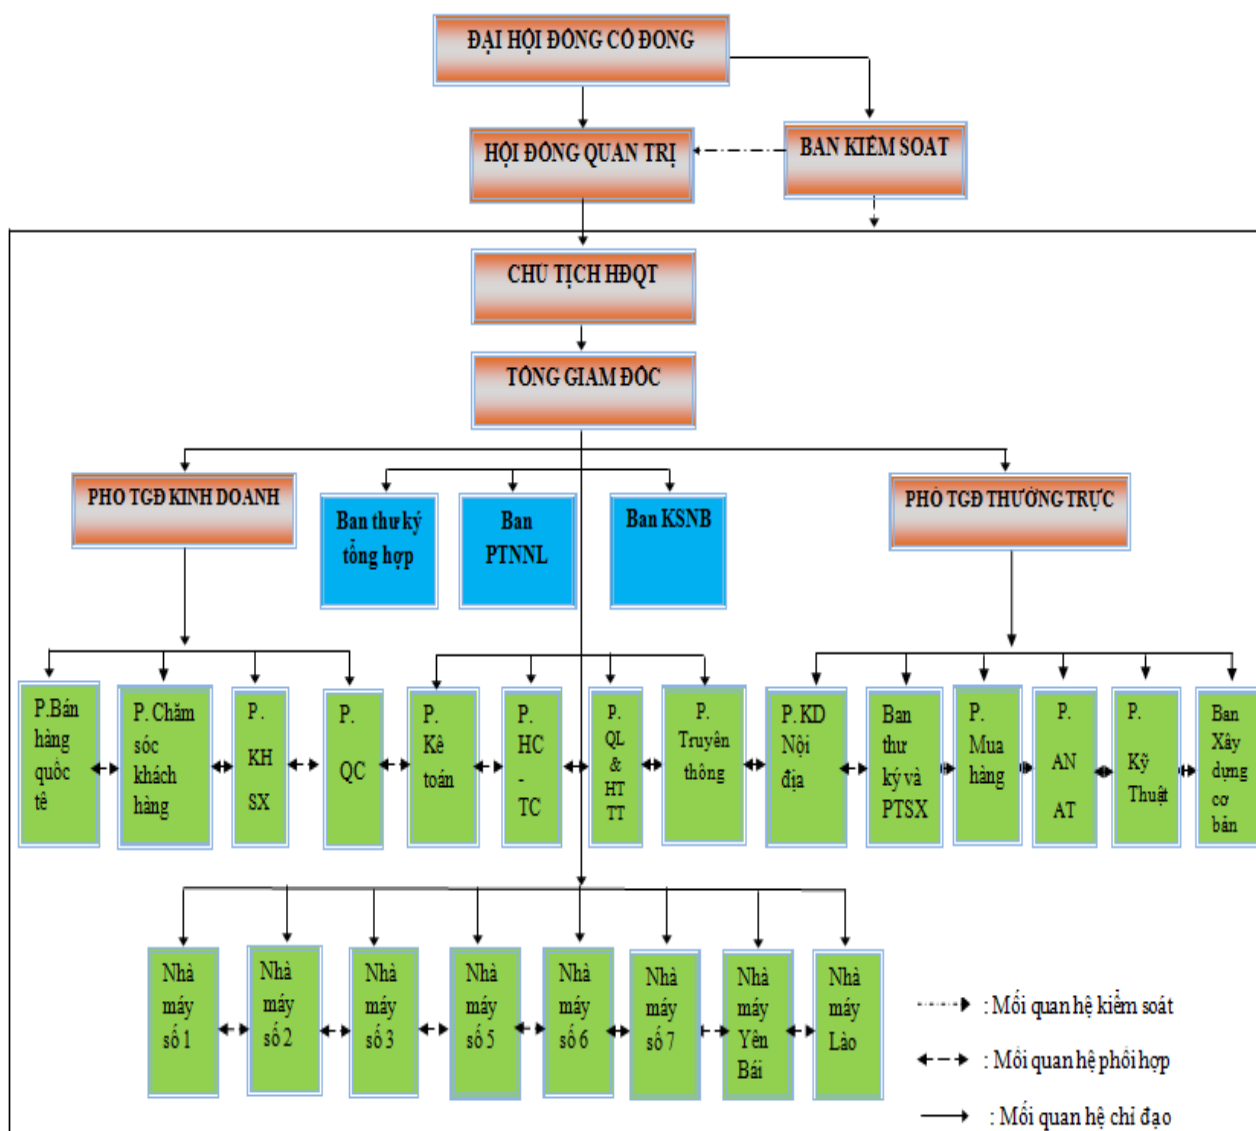 ĐẠI HỘI ĐỒNG CỔ ĐÔNG
HỘI ĐỒNG QUẢN TRỊ
BAN KIỂM SOÁT
CHỦ TỊCH HĐQT
TỔNG GIÁM ĐỐC
PHÓ TGĐ KINH DOANH
Ban thư ký
tổng hợp
Ban
PTNNL
Ban KSNB
PHÓ TGĐ THƯỜNG TRỰC
P.Bán
hàng
quốc
tế
P. Chăm
sóc
khách
hàng
P.
KH
SX
P.
QC
P.
Kế
toán
P.
HC
-
TC
P.
QL
&
HT
TT
P.
Truyền
thông
P. KD
Nội
địa
Ban
thư
ký và
PTSX
P.
Mua
hàng
P.
AN
AT
P.
Kỹ
Thuật
Ban
Xây
dựng
cơ
bản
Nhà
máy
số 1
Nhà
máy
số 2
Nhà
máy
số 3
Nhà
máy
số 5
Nhà
máy
số 6
Nhà
máy
số 7
Nhà
máy
Yên
Bái
Nhà
máy
Lào
: Mối quan hệ kiểm soát
: Mối quan hệ phối hợp
: Mối quan hệ chỉ đạo